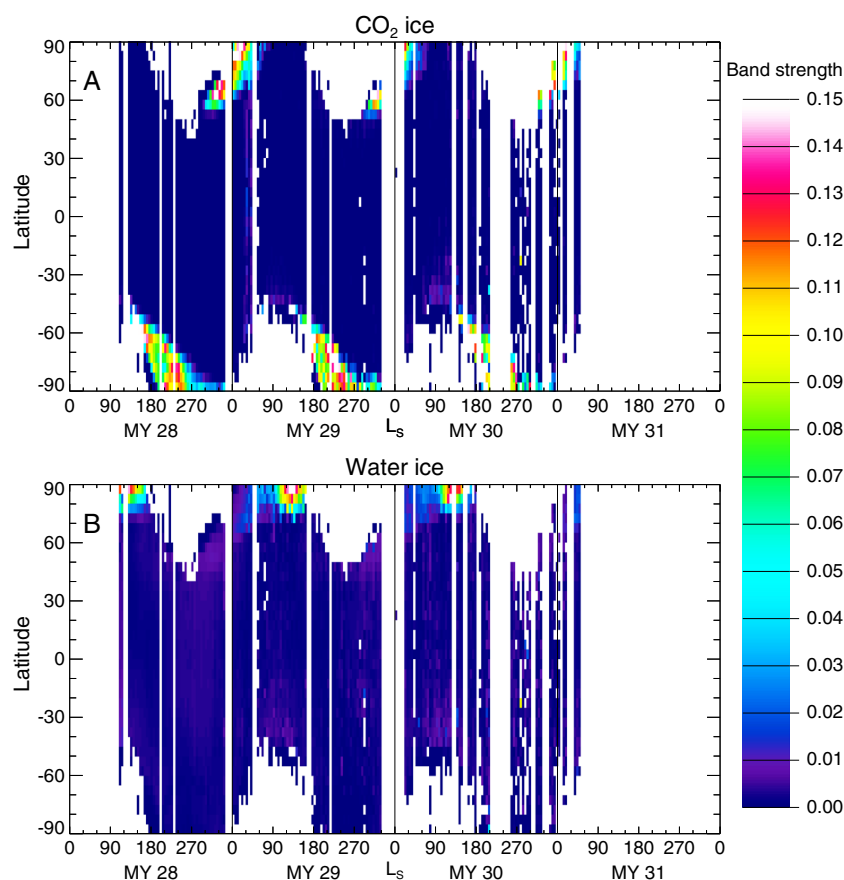 CO₂ ice
A
90
60
30
0
-30
-60
-90
Latitude
0 90 180 270 0 90 180 270 0 90 180 270 0 90 180 270 0
MY 28 MY 29 Lₛ MY 30 MY 31
Water ice
B
90
60
30
0
-30
-60
-90
Latitude
0 90 180 270 0 90 180 270 0 90 180 270 0 90 180 270 0
MY 28 MY 29 Lₛ MY 30 MY 31
Band strength
0.15
0.14
0.13
0.12
0.11
0.10
0.09
0.08
0.07
0.06
0.05
0.04
0.03
0.02
0.01
0.00